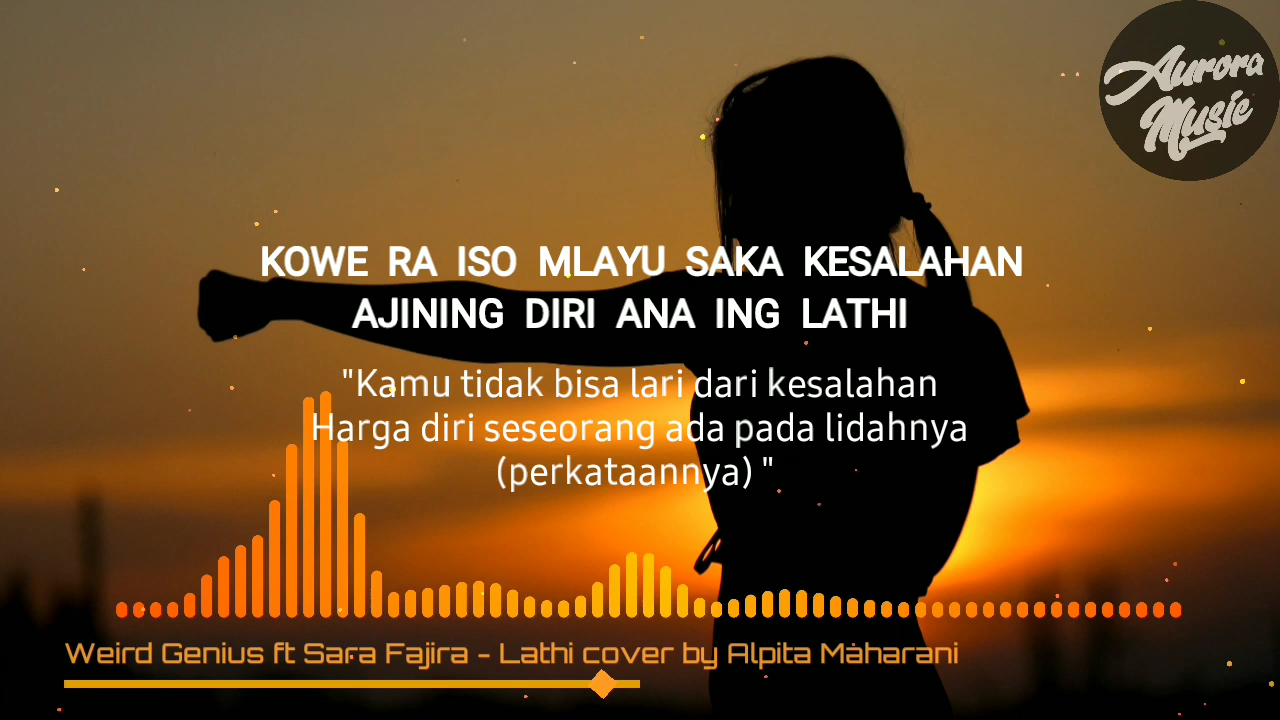 Aurora
Music
KOWE RA ISO MLAYU SAKA KESALAHAN
AJINING DIRI ANA ING LATHI
"Kamu tidak bisa lari dari kesalahan
Harga diri seseorang ada pada lidahnya
(perkataannya) "
Weird Genius ft Sara Fajira - Lathi cover by Alpita Maharani